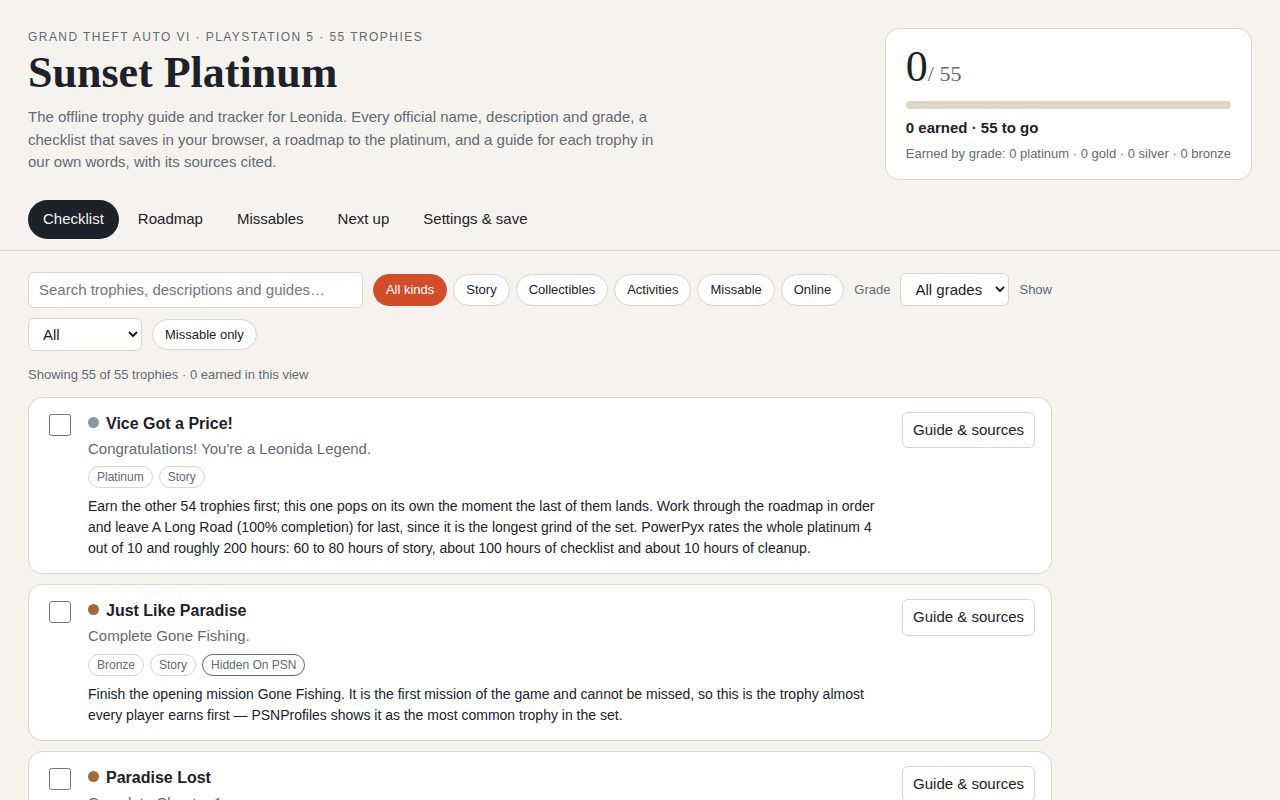 GRAND THEFT AUTO VI · PLAYSTATION 5 · 55 TROPHIES
Sunset Platinum
The offline trophy guide and tracker for Leonida. Every official name, description and grade, a
checklist that saves in your browser, a roadmap to the platinum, and a guide for each trophy in
our own words, with its sources cited.
0/ 55
0 earned · 55 to go
Earned by grade: 0 platinum · 0 gold · 0 silver · 0 bronze
Checklist Roadmap Missables Next up Settings & save
Search trophies, descriptions and guides… All kinds Story Collectibles Activities Missable Online Grade All grades Show
All Missable only
Showing 55 of 55 trophies · 0 earned in this view
Vice Got a Price! Guide & sources
Congratulations! You're a Leonida Legend.
Platinum Story
Earn the other 54 trophies first; this one pops on its own the moment the last of them lands. Work through the roadmap in order
and leave A Long Road (100% completion) for last, since it is the longest grind of the set. PowerPyx rates the whole platinum 4
out of 10 and roughly 200 hours: 60 to 80 hours of story, about 100 hours of checklist and about 10 hours of cleanup.
Just Like Paradise Guide & sources
Complete Gone Fishing.
Bronze Story Hidden On PSN
Finish the opening mission Gone Fishing. It is the first mission of the game and cannot be missed, so this is the trophy almost
every player earns first — PSNProfiles shows it as the most common trophy in the set.
Paradise Lost Guide & sources